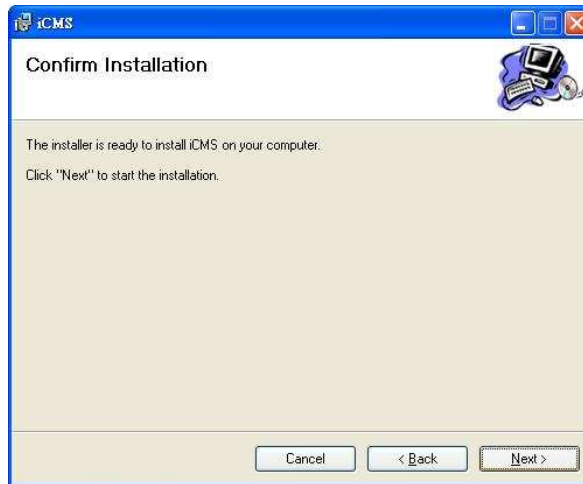 iCMS
Confirm Installation
The installer is ready to install iCMS on your computer.
Click "Next" to start the installation.
Cancel
< Back
Next >